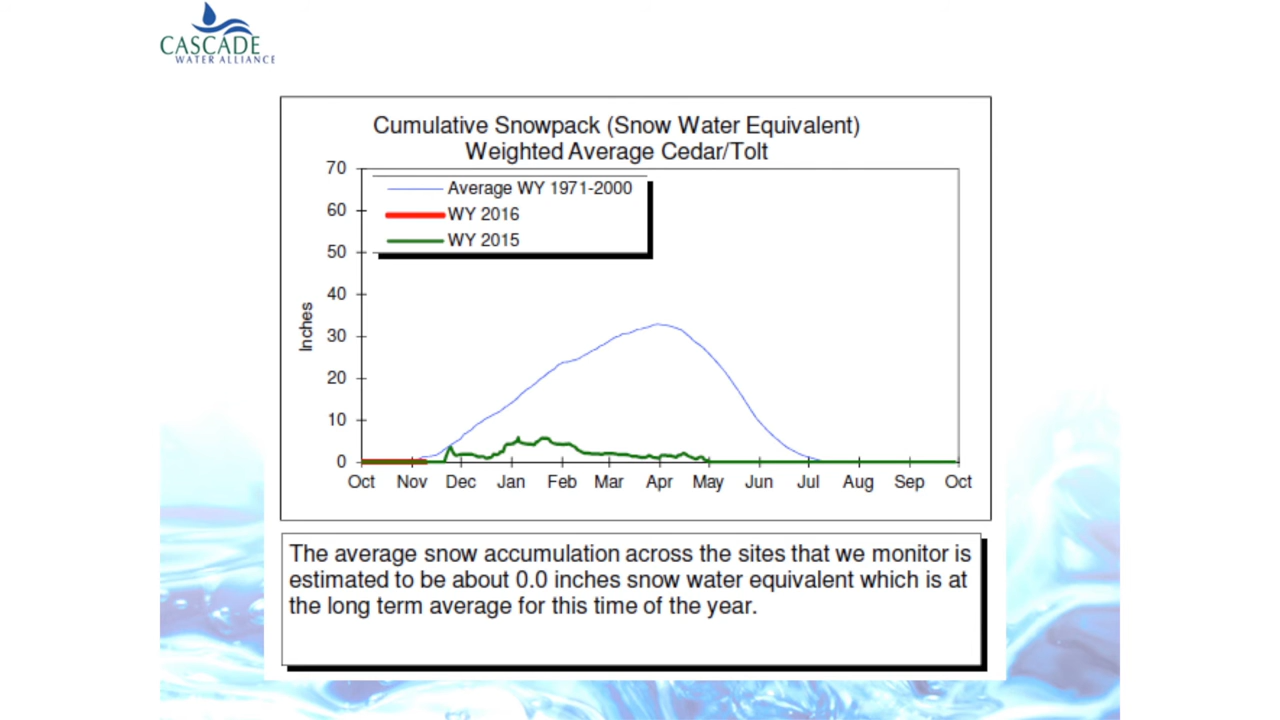 CASCADE
WATER ALLIANCE
Cumulative Snowpack (Snow Water Equivalent)
Weighted Average Cedar/Tolt
70
60
50
40
30
20
10
0
Inches
Average WY 1971-2000
WY 2016
WY 2015
Oct Nov Dec Jan Feb Mar Apr May Jun Jul Aug Sep Oct
The average snow accumulation across the sites that we monitor is
estimated to be about 0.0 inches snow water equivalent which is at
the long term average for this time of the year.